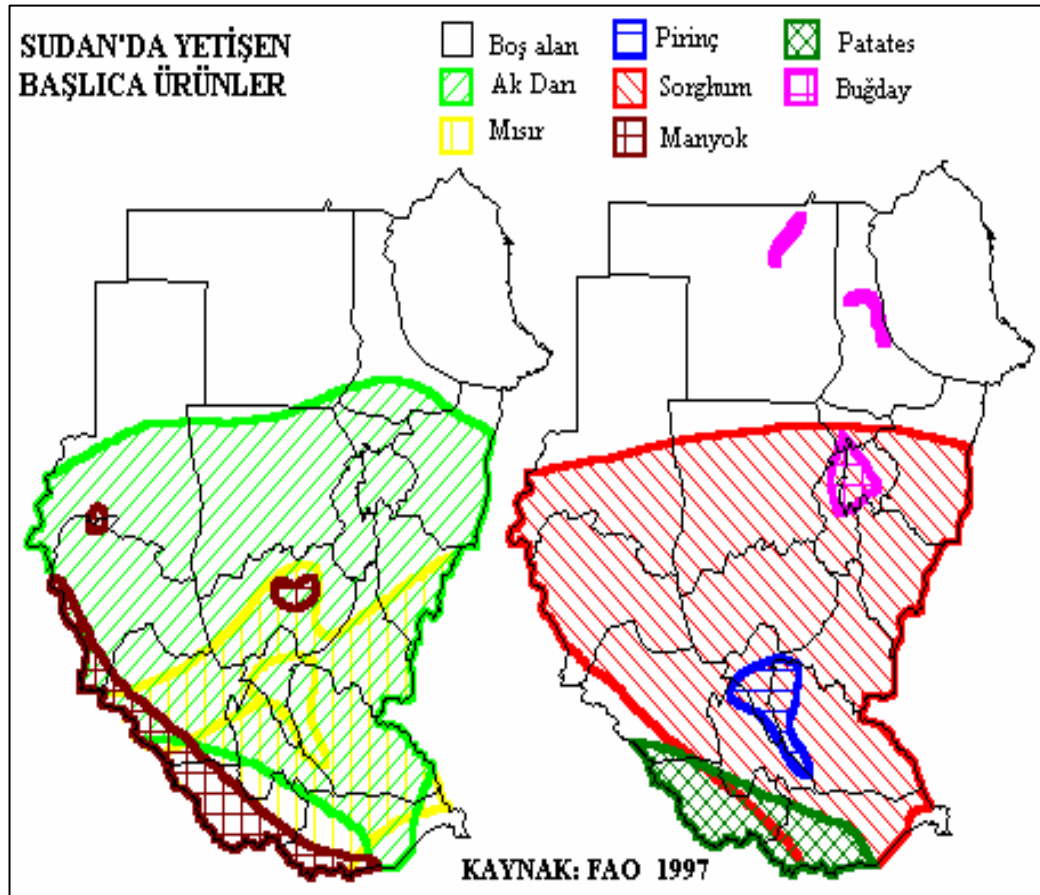 SUDAN'DA YETİŞEN
BAŞLICA ÜRÜNLER
Boş alan
Pirinç
Patates
Ak Darı
Sorghum
Buğday
Mısır
Manyok
KAYNAK: FAO 1997